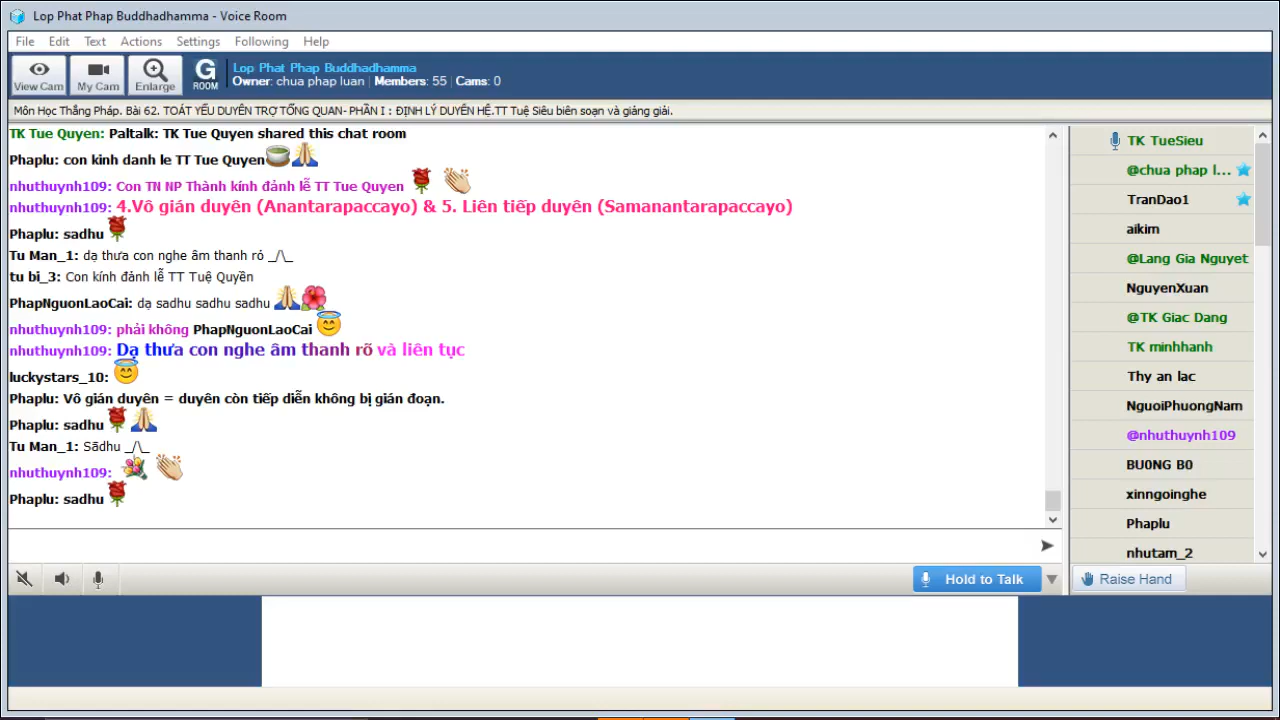 Lop Phat Phap Buddhadhamma - Voice Room
File Edit Text Actions Settings Following Help
View Cam
My Cam
Enlarge
G ROOM
Lop Phat Phap Buddhadhamma
Owner: chua phap luan | Members: 55 | Cams: 0
Môn Học Thắng Pháp. Bài 62. TOÁT YẾU DUYÊN TRỢ TỔNG QUAN- PHẦN I : ĐỊNH LÝ DUYÊN HỆ.TT Tuệ Siêu biên soạn và giảng giải.
TK Tue Quyen: Paltalk: TK Tue Quyen shared this chat room
Phaplu: con kinh danh le TT Tue Quyen
nhuthuynh109: Con TN NP Thành kính đảnh lễ TT Tue Quyen
nhuthuynh109: 4.Vô gián duyên (Anantarapaccayo) & 5. Liên tiếp duyên (Samanantarapaccayo)
Phaplu: sadhu
Tu Man_1: dạ thưa con nghe âm thanh rỏ _/\_
tu bi_3: Con kính đảnh lễ TT Tuệ Quyền
PhapNguonLaoCai: dạ sadhu sadhu sadhu
nhuthuynh109: phải không PhapNguonLaoCai
nhuthuynh109: Dạ thưa con nghe âm thanh rõ và liên tục
luckystars_10:
Phaplu: Vô gián duyên = duyên còn tiếp diễn không bị gián đoạn.
Phaplu: sadhu
Tu Man_1: Sādhu _/\_
nhuthuynh109:
Phaplu: sadhu
Hold to Talk
TK TueSieu
@chua phap l...
TranDao1
aikim
@Lang Gia Nguyet
NguyenXuan
@TK Giac Dang
TK minhhanh
Thy an lac
NguoiPhuongNam
@nhuthuynh109
BU0NG B0
xinngoinghe
Phaplu
nhutam_2
Raise Hand